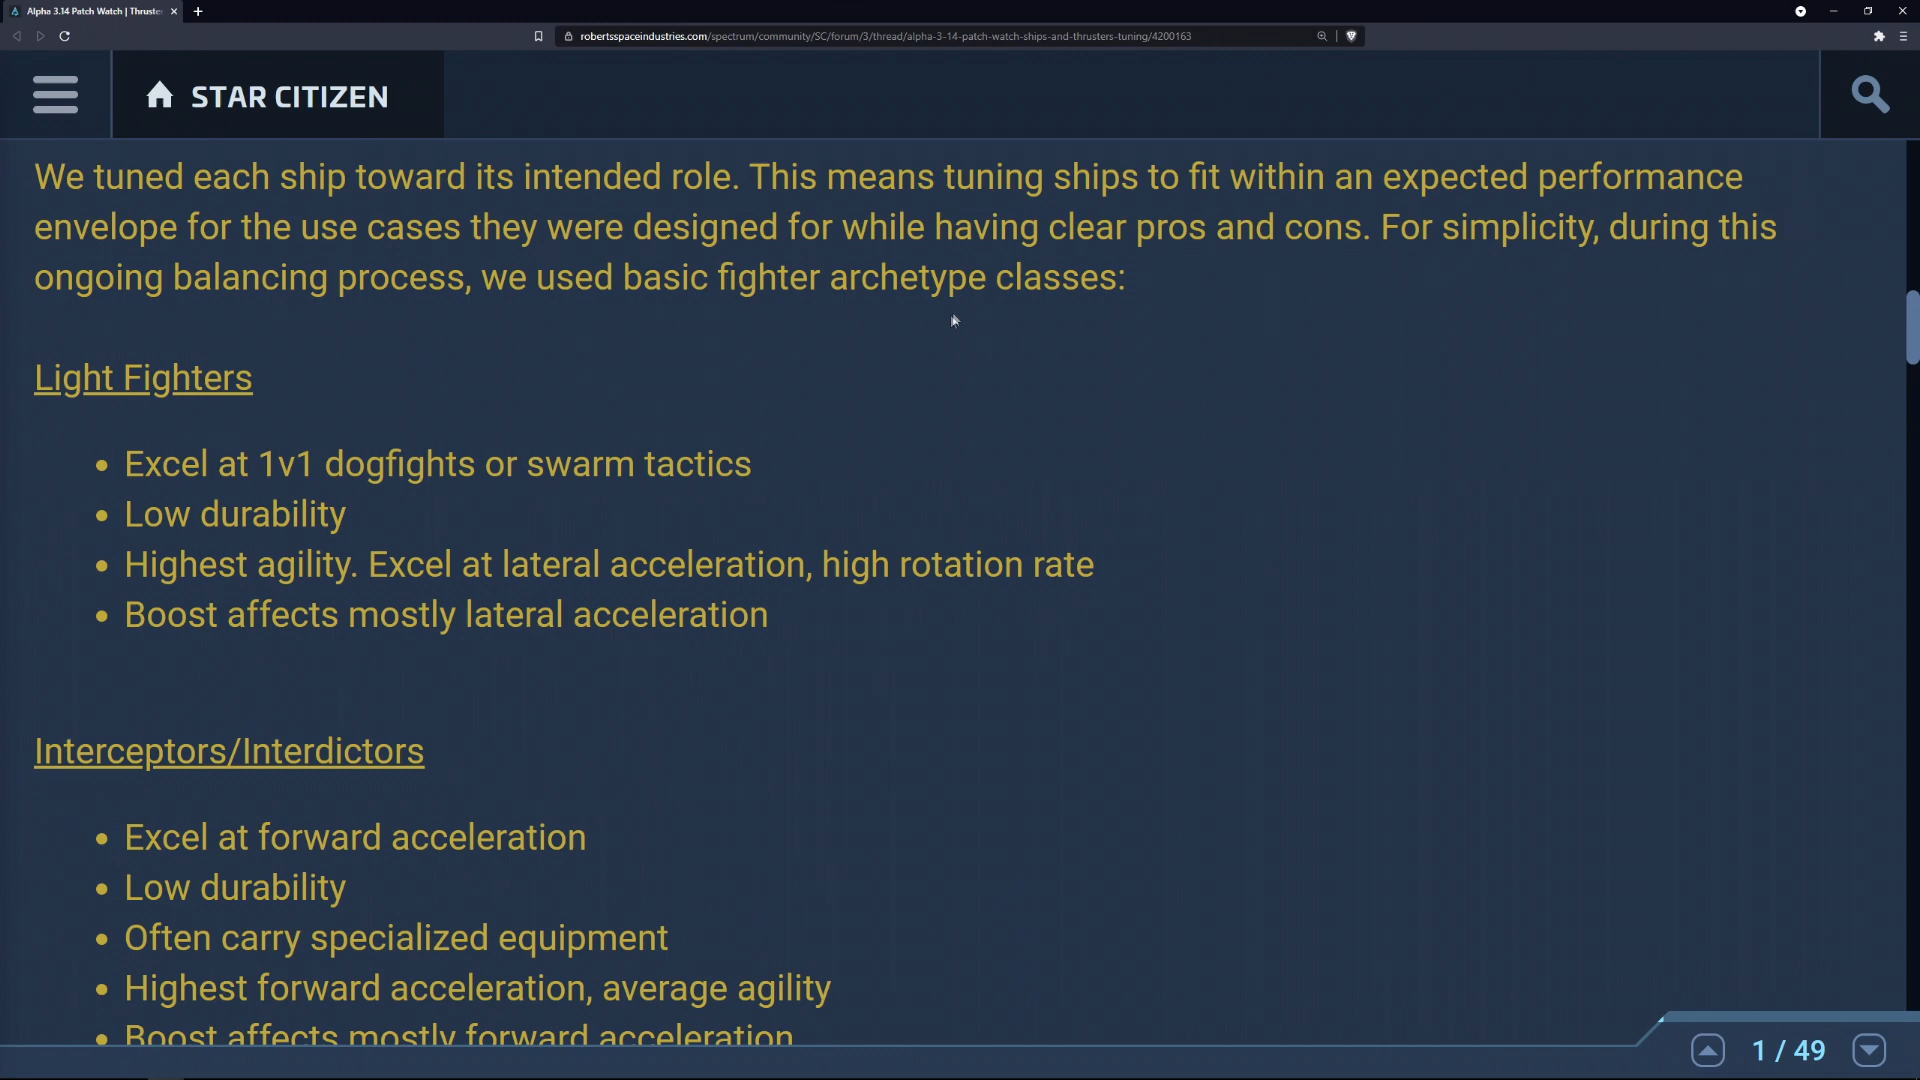 Alpha 3.14 Patch Watch | Thruste
robertsspaceindustries.com/spectrum/community/SC/forum/3/thread/alpha-3-14-patch-watch-ships-and-thrusters-tuning/4200163
STAR CITIZEN
We tuned each ship toward its intended role. This means tuning ships to fit within an expected performance
envelope for the use cases they were designed for while having clear pros and cons. For simplicity, during this
ongoing balancing process, we used basic fighter archetype classes:
Light Fighters
• Excel at 1v1 dogfights or swarm tactics
• Low durability
• Highest agility. Excel at lateral acceleration, high rotation rate
• Boost affects mostly lateral acceleration
Interceptors/Interdictors
• Excel at forward acceleration
• Low durability
• Often carry specialized equipment
• Highest forward acceleration, average agility
• Boost affects mostly forward acceleration
1 / 49